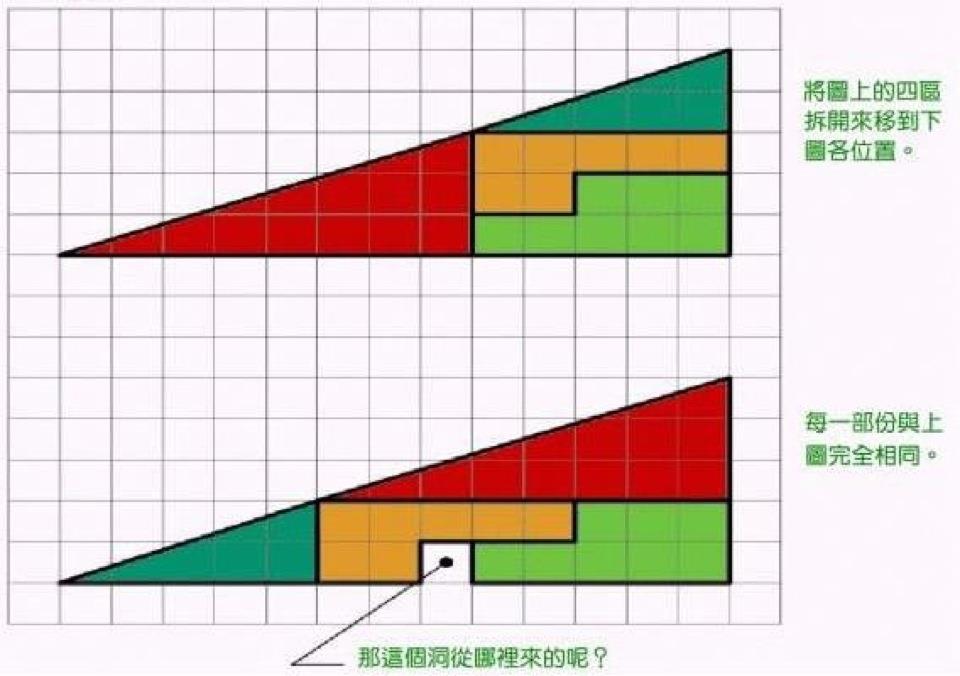 將圖上的四區
拆開來移到下
圖各位置。
每一部份與上
圖完全相同。
那這個洞從哪裡來的呢？